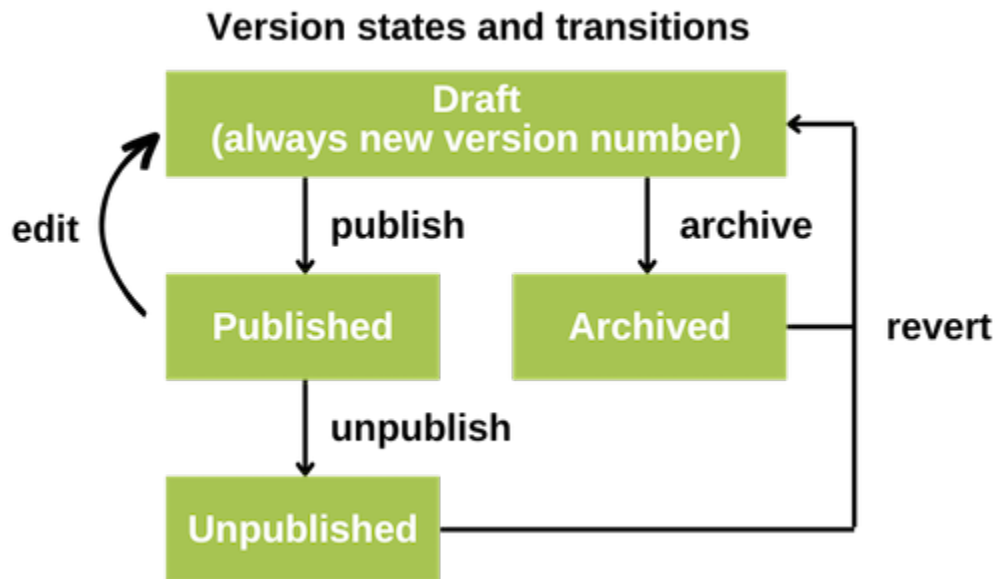 Version states and transitions
Draft
(always new version number)
edit
publish
archive
Published
Archived
revert
unpublish
Unpublished